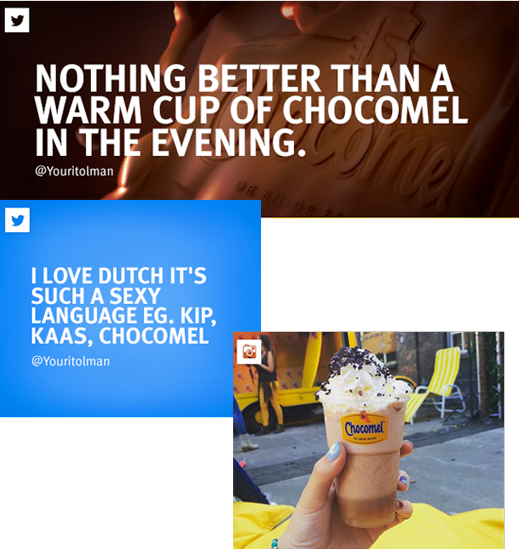 NOTHING BETTER THAN A
WARM CUP OF CHOCOMEL
IN THE EVENING.
@Youritolman
Chocomel
I LOVE DUTCH IT'S
SUCH A SEXY
LANGUAGE EG. KIP,
KAAS, CHOCOMEL
@Youritolman
Chocomel